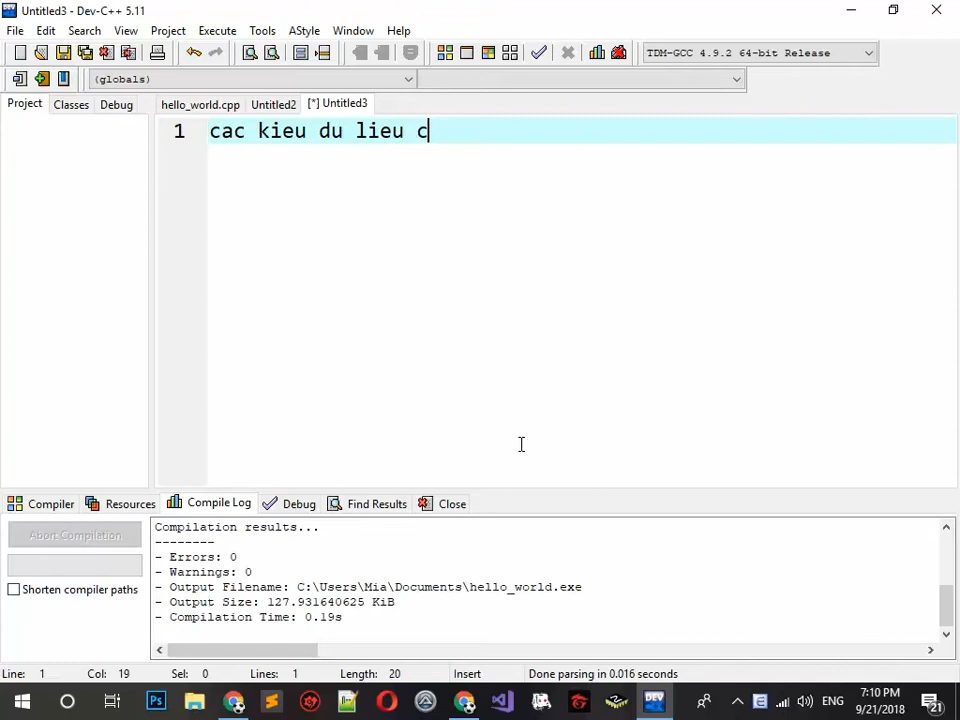 Untitled3 - Dev-C++ 5.11
File Edit Search View Project Execute Tools AStyle Window Help
TDM-GCC 4.9.2 64-bit Release
(globals)
Project Classes Debug hello_world.cpp Untitled2 [*] Untitled3
1 cac kieu du lieu c
Compiler Resources Compile Log Debug Find Results Close
Abort Compilation
Shorten compiler paths
Compilation results...
--------
- Errors: 0
- Warnings: 0
- Output Filename: C:\Users\Mia\Documents\hello_world.exe
- Output Size: 127.931640625 KiB
- Compilation Time: 0.19s
Line: 1 Col: 19 Sel: 0 Lines: 1 Length: 20 Insert Done parsing in 0.016 seconds
Ps DEV ENG 7:10 PM
9/21/2018 21